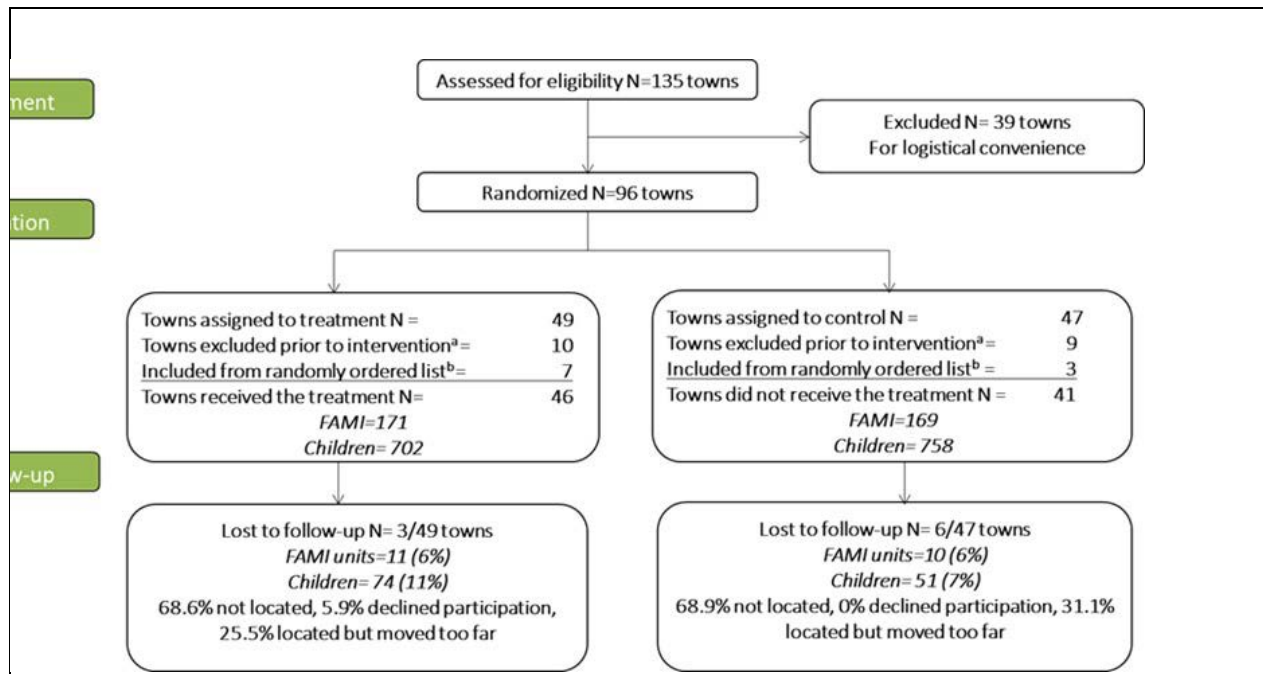 ment
Assessed for eligibility N=135 towns
Excluded N= 39 towns
For logistical convenience
Randomized N=96 towns
tion
Towns assigned to treatment N = 49
Towns excluded prior to interventionᵃ= 10
Included from randomly ordered listᵇ= 7
Towns received the treatment N= 46
FAMI=171
Children= 702
Towns assigned to control N = 47
Towns excluded prior to interventionᵃ= 9
Included from randomly ordered listᵇ = 3
Towns did not receive the treatment N = 41
FAMI=169
Children= 758
w-up
Lost to follow-up N= 3/49 towns
FAMI units=11 (6%)
Children= 74 (11%)
68.6% not located, 5.9% declined participation,
25.5% located but moved too far
Lost to follow-up N= 6/47 towns
FAMI units=10 (6%)
Children= 51 (7%)
68.9% not located, 0% declined participation, 31.1%
located but moved too far